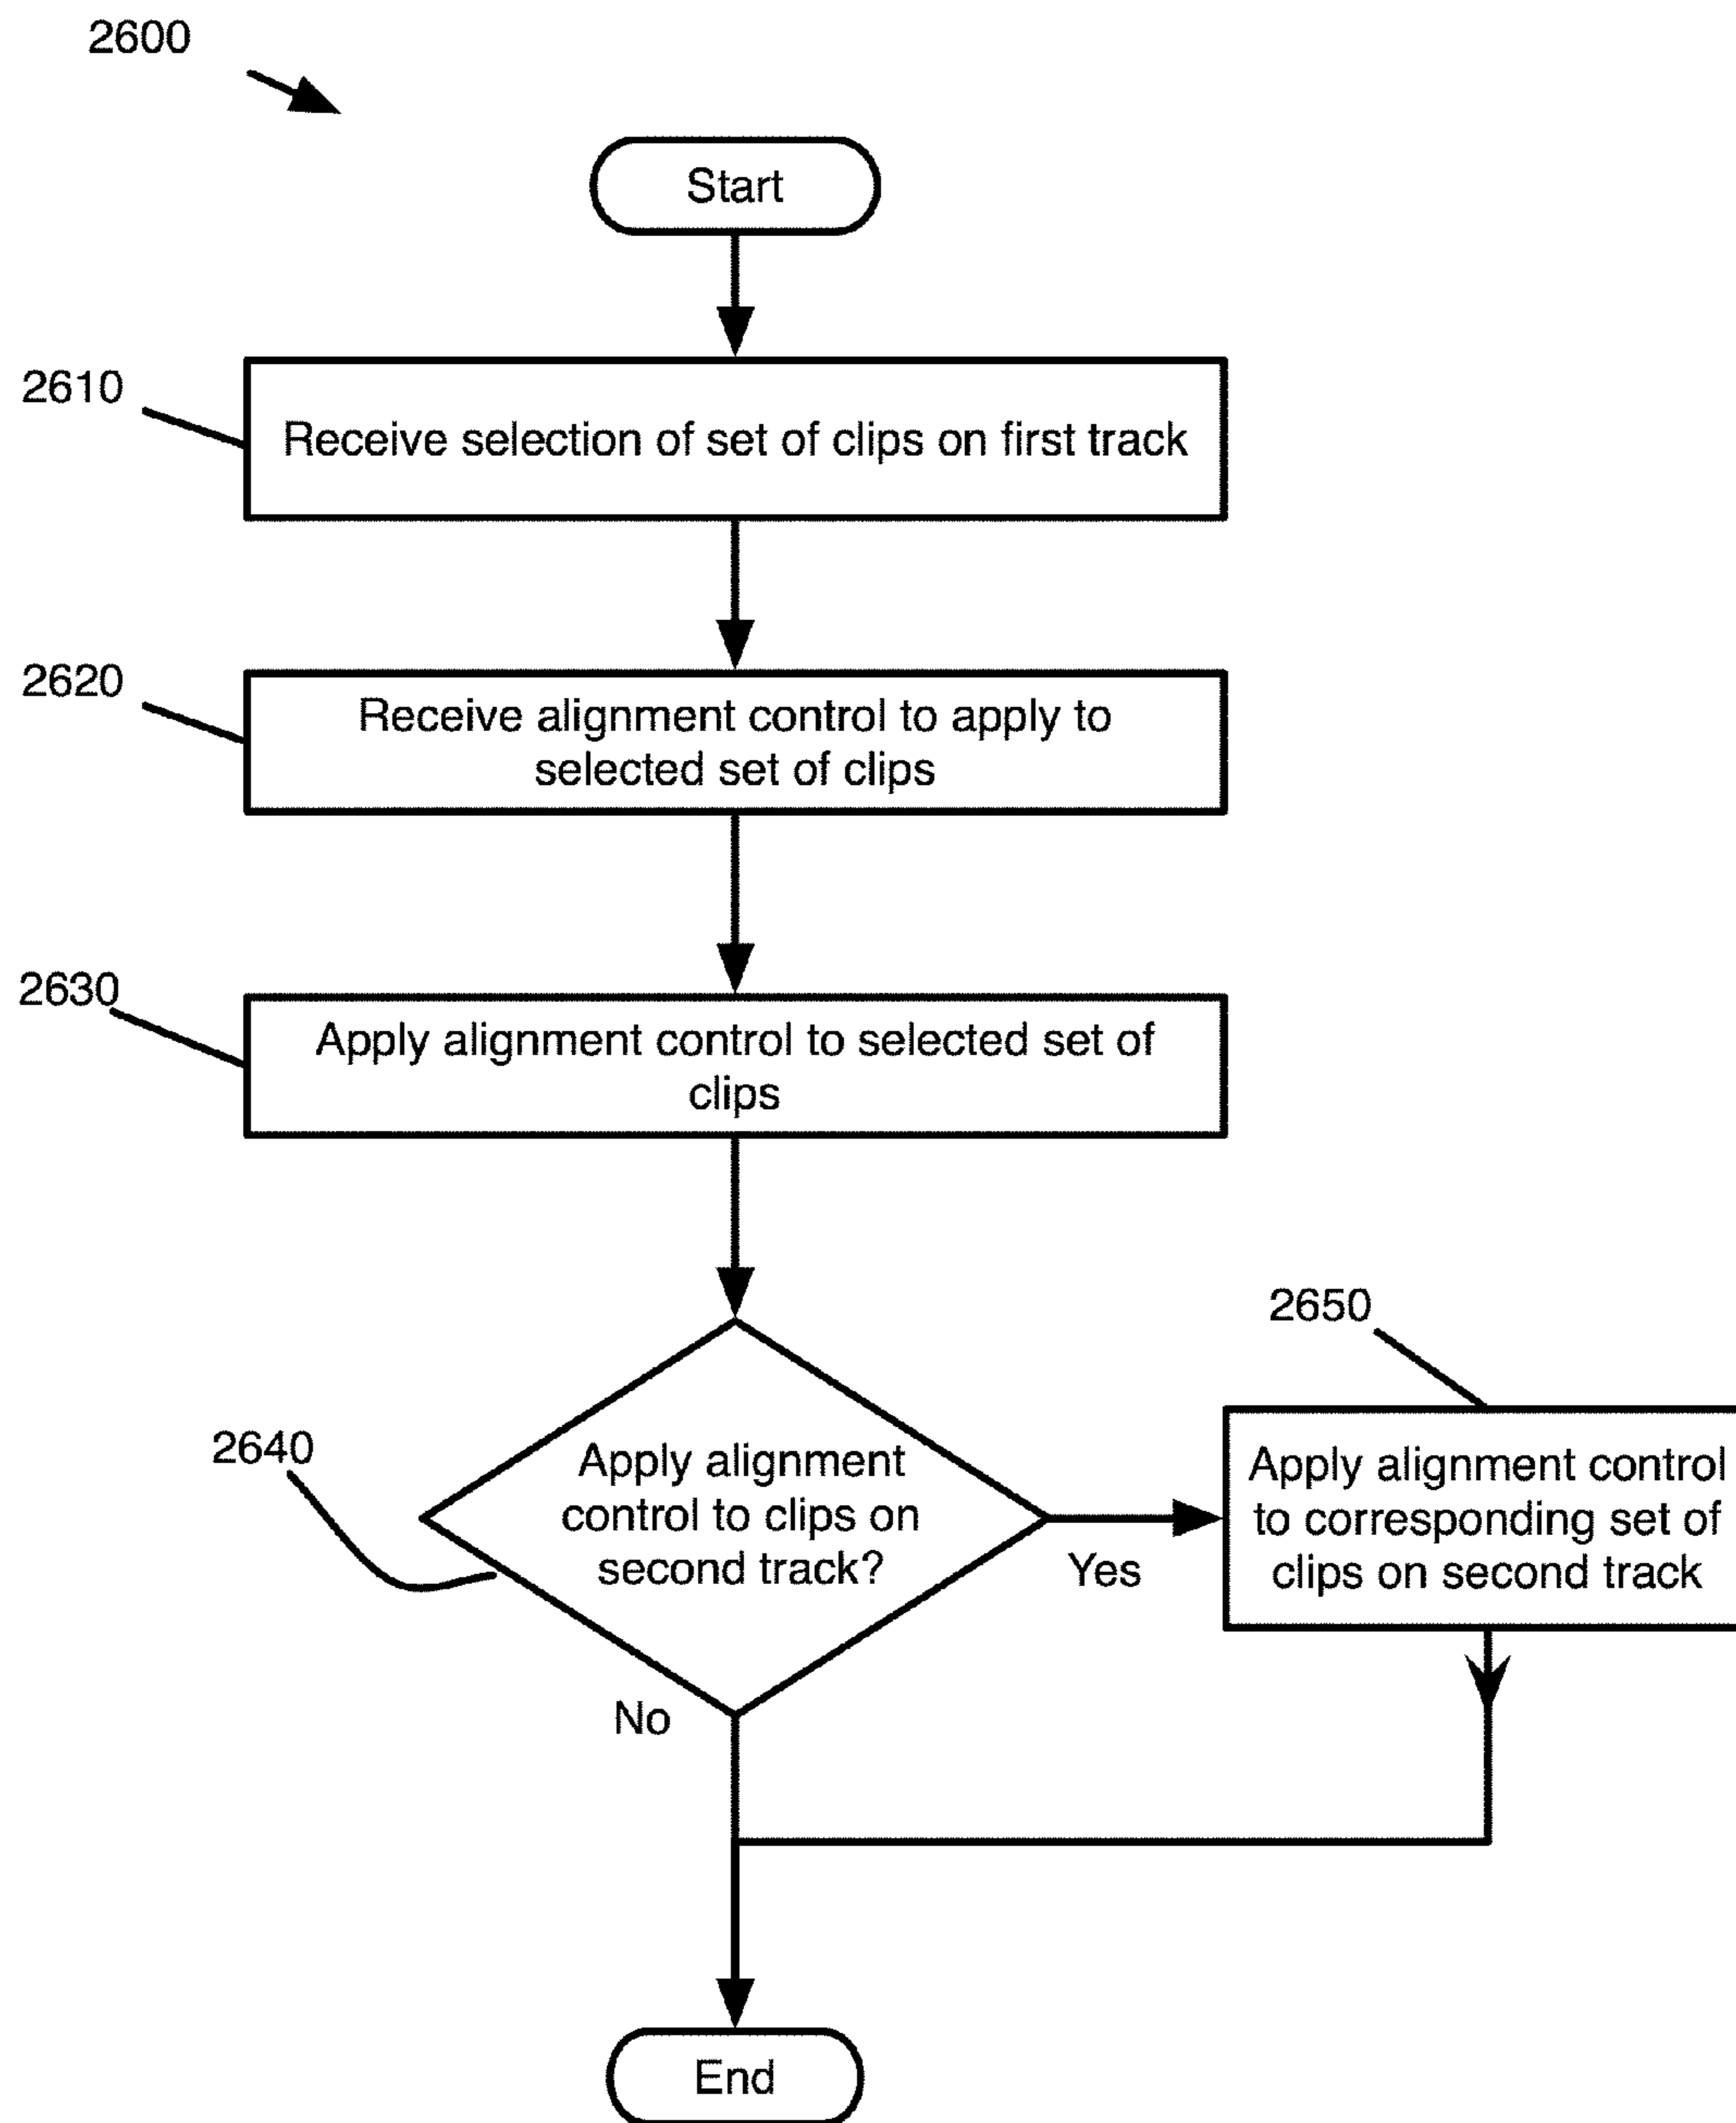 2600
Start
2610
Receive selection of set of clips on first track
2620
Receive alignment control to apply to
selected set of clips
2630
Apply alignment control to selected set of
clips
2640
Apply alignment
control to clips on
second track?
Yes
No
2650
Apply alignment control
to corresponding set of
clips on second track
End